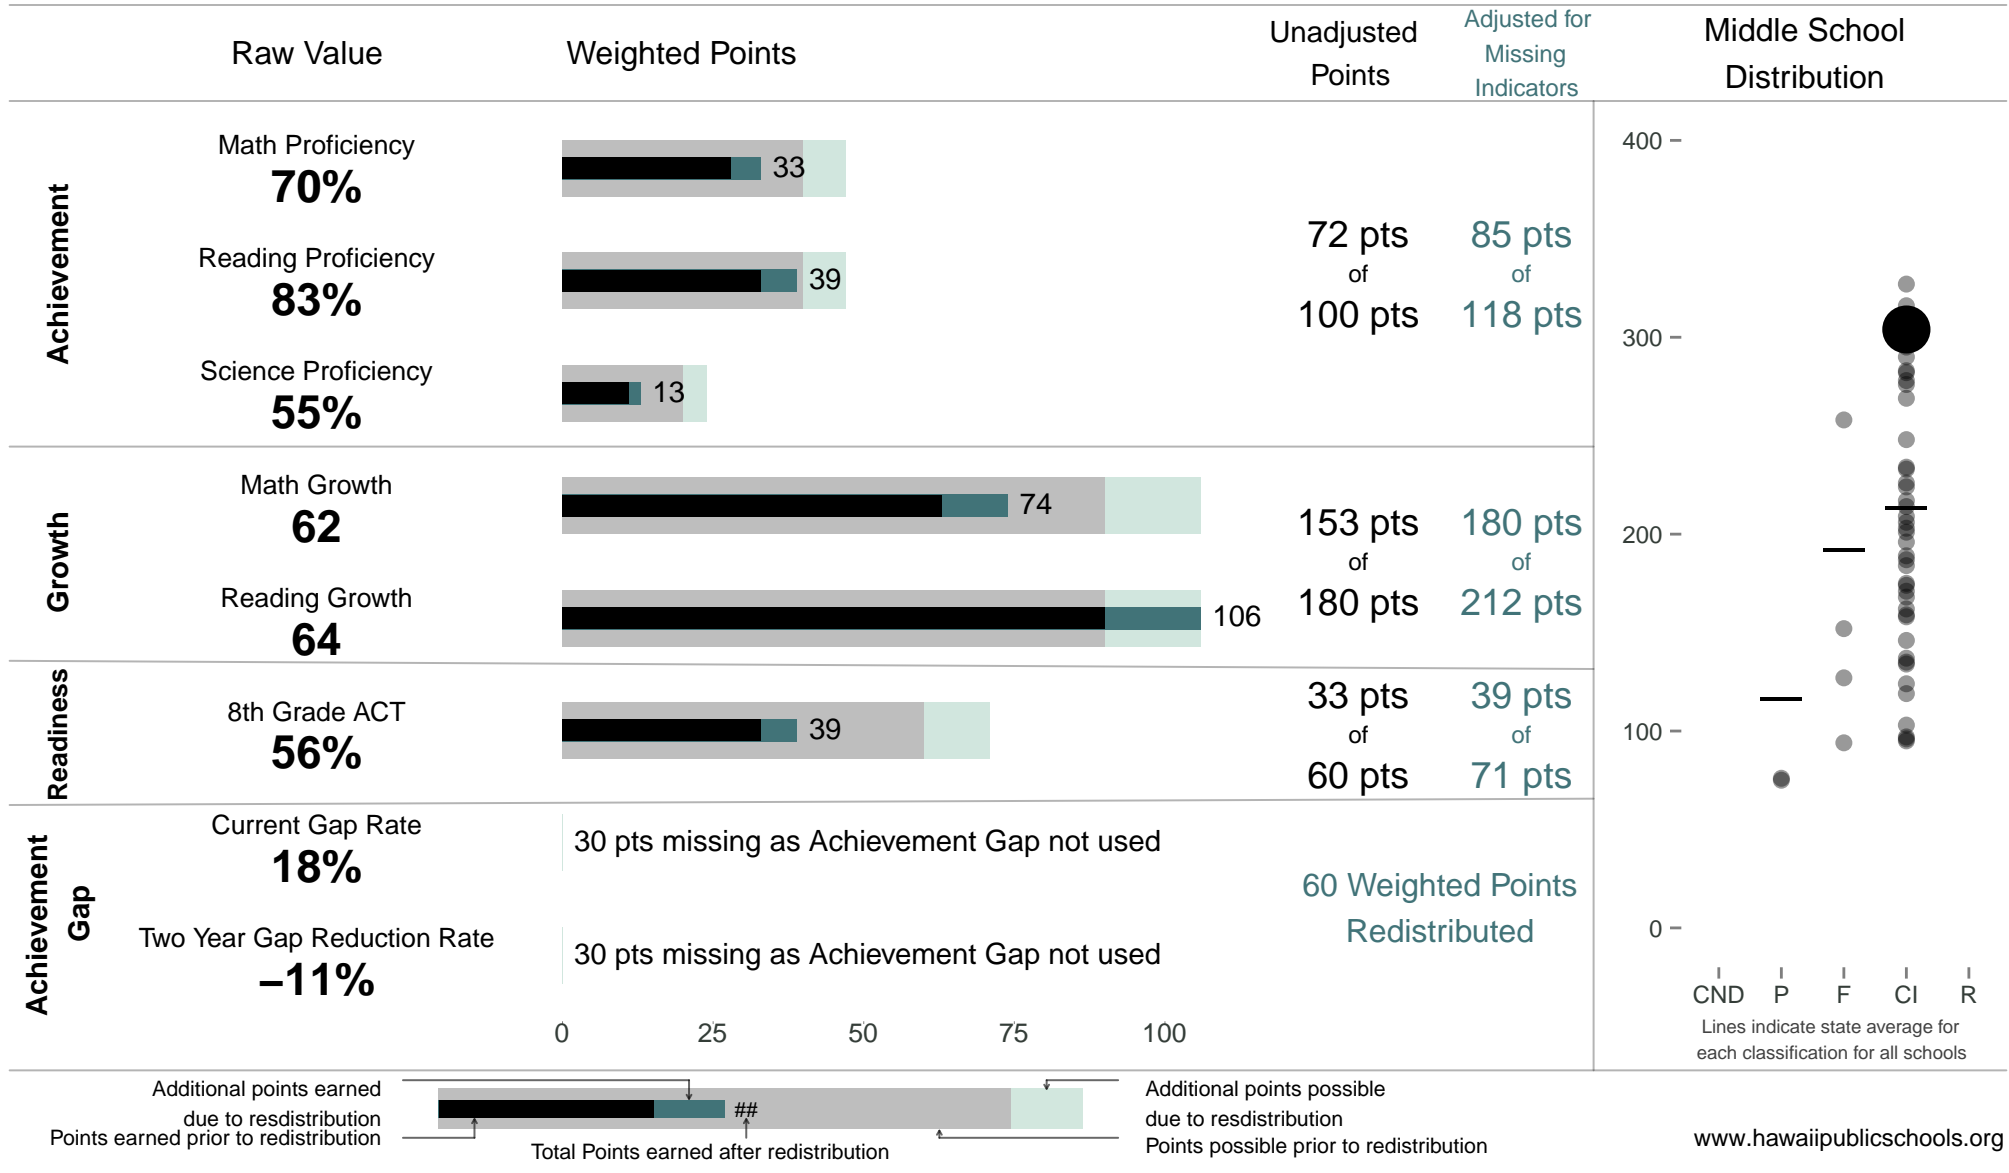 Raw Value
Weighted Points
Unadjusted
Points
Adjusted for
Missing
Indicators
Middle School
Distribution
Achievement
Math Proficiency
70%
33
Reading Proficiency
83%
39
Science Proficiency
55%
13
72 pts
of
100 pts
85 pts
of
118 pts
Growth
Math Growth
62
74
Reading Growth
64
106
153 pts
of
180 pts
180 pts
of
212 pts
Readiness
8th Grade ACT
56%
39
33 pts
of
60 pts
39 pts
of
71 pts
Achievement
Gap
Current Gap Rate
18%
30 pts missing as Achievement Gap not used
Two Year Gap Reduction Rate
–11%
30 pts missing as Achievement Gap not used
60 Weighted Points
Redistributed
0 25 50 75 100
400
300
200
100
0
CND P F CI R
Lines indicate state average for
each classification for all schools
Additional points earned
due to resdistribution
Points earned prior to redistribution
##
Total Points earned after redistribution
Additional points possible
due to resdistribution
Points possible prior to redistribution
www.hawaiipublicschools.org